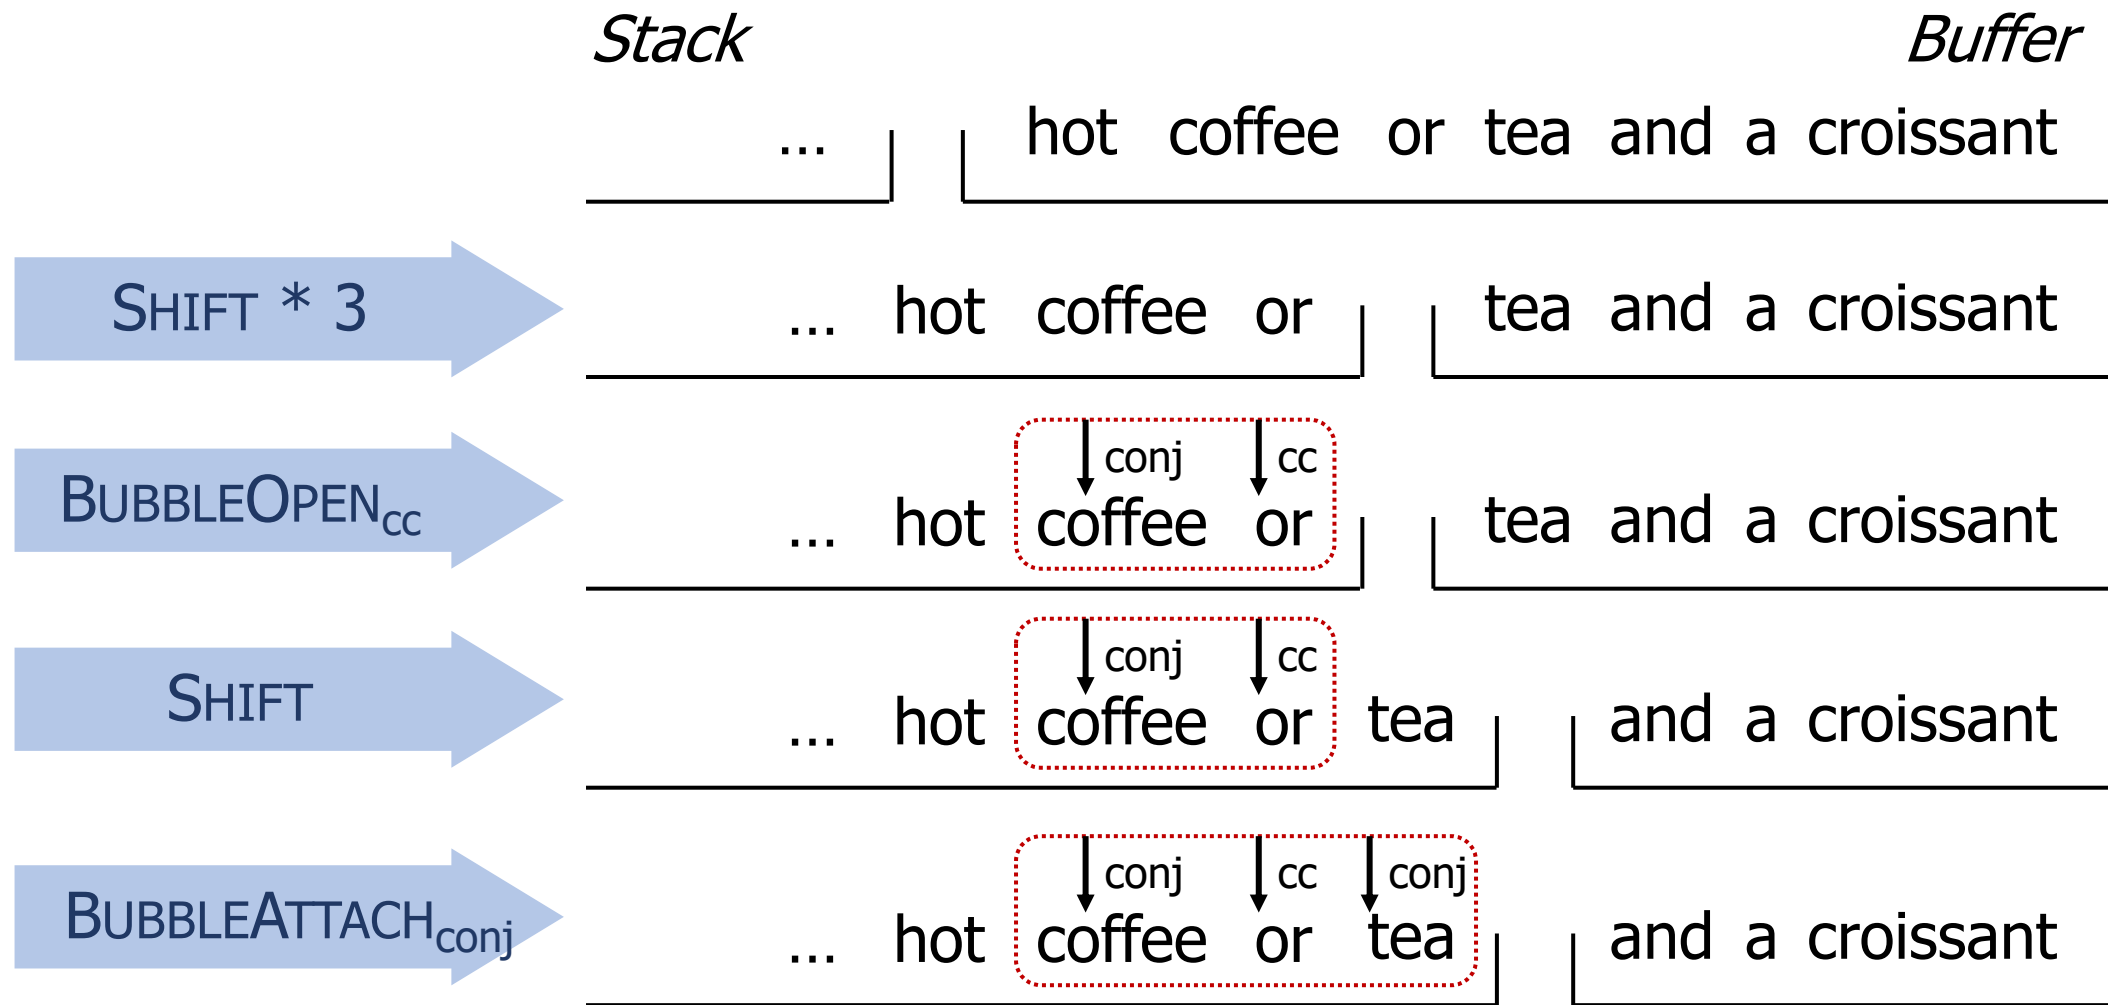 Stack Buffer
... hot coffee or tea and a croissant
SHIFT * 3 ... hot coffee or tea and a croissant
conj cc
BUBBLEOPENcc ... hot coffee or tea and a croissant
conj cc
SHIFT ... hot coffee or tea and a croissant
conj cc conj
BUBBLEATTACHconj ... hot coffee or tea and a croissant